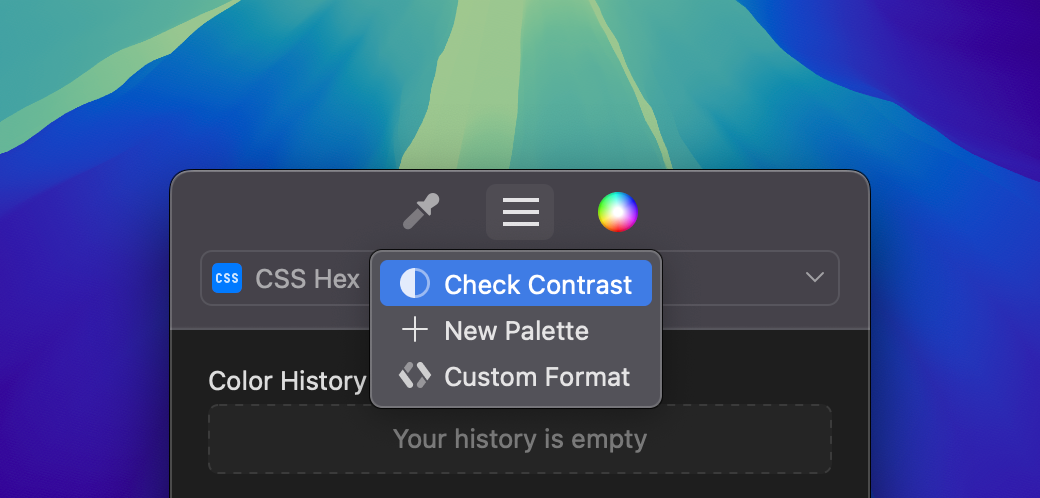 CSS CSS Hex
Check Contrast
New Palette
Custom Format
Color History
Your history is empty